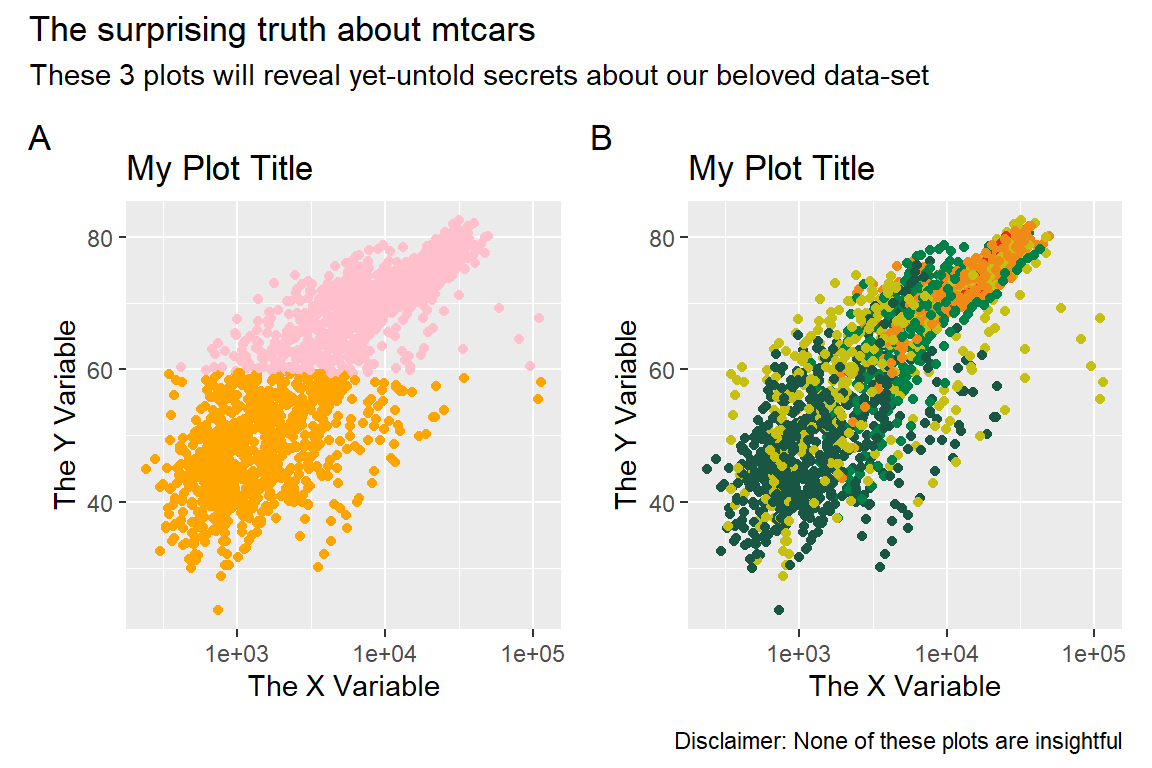 The surprising truth about mtcars
These 3 plots will reveal yet-untold secrets about our beloved data-set
A
My Plot Title
The Y Variable
80
60
40
1e+03 1e+04 1e+05
The X Variable
B
My Plot Title
The Y Variable
80
60
40
1e+03 1e+04 1e+05
The X Variable
Disclaimer: None of these plots are insightful